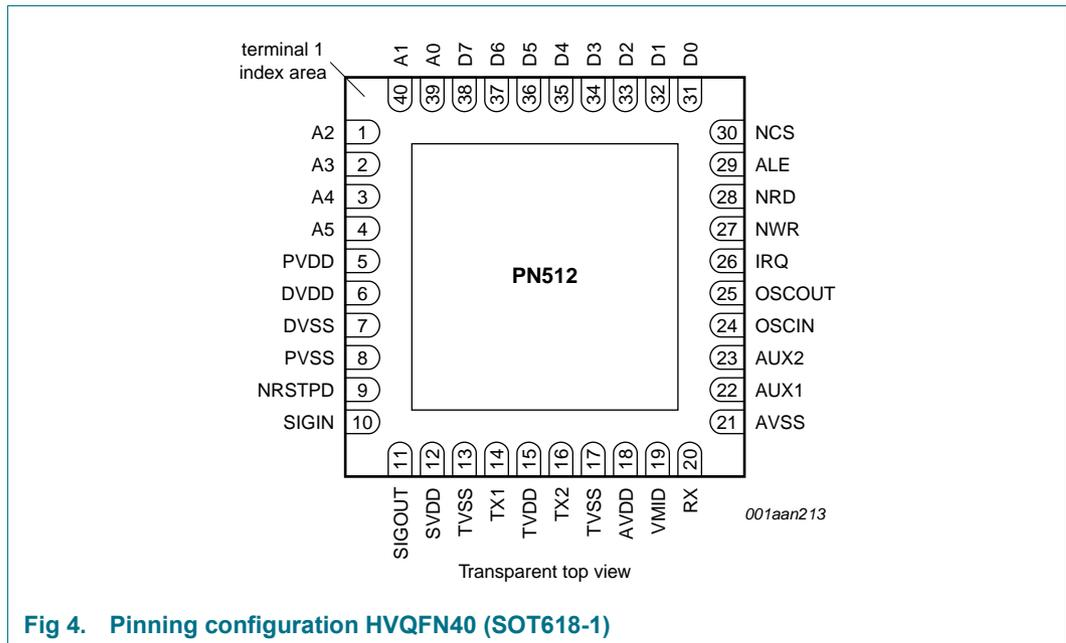 terminal 1
index area
A1
A0
D7
D6
D5
D4
D3
D2
D1
D0
40
39
38
37
36
35
34
33
32
31
A2 1
A3 2
A4 3
A5 4
PVDD 5
DVDD 6
DVSS 7
PVSS 8
NRSTPD 9
SIGIN 10
PN512
30 NCS
29 ALE
28 NRD
27 NWR
26 IRQ
25 OSCOUT
24 OSCIN
23 AUX2
22 AUX1
21 AVSS
11
12
13
14
15
16
17
18
19
20
SIGOUT
SVDD
TVSS
TX1
TVDD
TX2
TVSS
AVDD
VMID
RX
001aan213
Transparent top view
Fig 4. Pinning configuration HVQFN40 (SOT618-1)